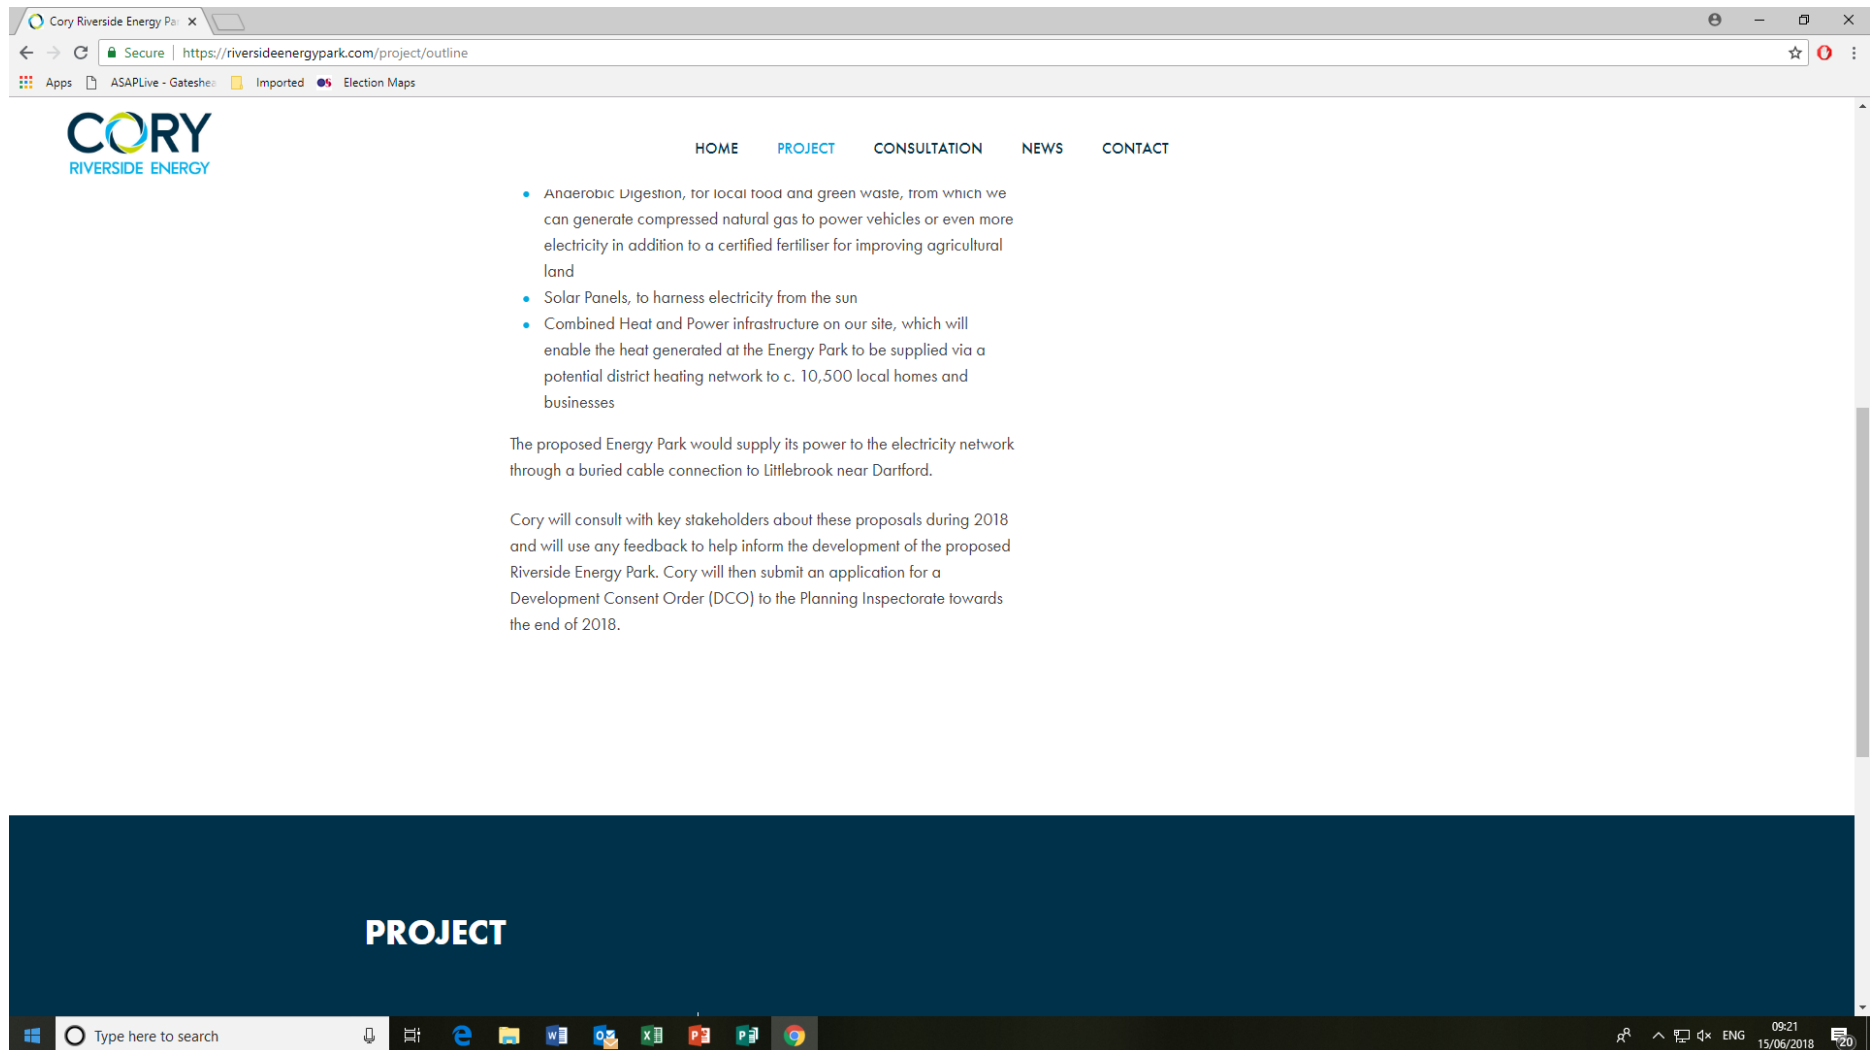 Cory Riverside Energy Pa
Secure | https://riversideenergypark.com/project/outline
Apps ASAPLive - Gateshea Imported Election Maps
CORY
RIVERSIDE ENERGY
HOME PROJECT CONSULTATION NEWS CONTACT
Anaerobic Digestion, for local food and green waste, from which we
can generate compressed natural gas to power vehicles or even more
electricity in addition to a certified fertiliser for improving agricultural
land
Solar Panels, to harness electricity from the sun
Combined Heat and Power infrastructure on our site, which will
enable the heat generated at the Energy Park to be supplied via a
potential district heating network to c. 10,500 local homes and
businesses
The proposed Energy Park would supply its power to the electricity network
through a buried cable connection to Littlebrook near Dartford.
Cory will consult with key stakeholders about these proposals during 2018
and will use any feedback to help inform the development of the proposed
Riverside Energy Park. Cory will then submit an application for a
Development Consent Order (DCO) to the Planning Inspectorate towards
the end of 2018.
PROJECT
Type here to search
ENG
09:21
15/06/2018
20